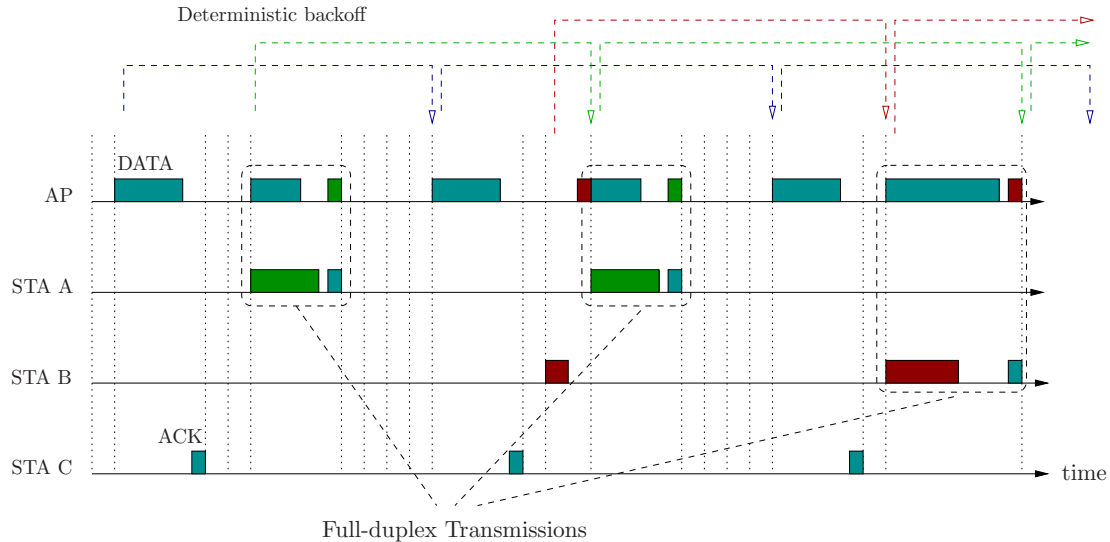 Deterministic backoff
DATA
AP
STA A
STA B
ACK
STA C
time
Full-duplex Transmissions